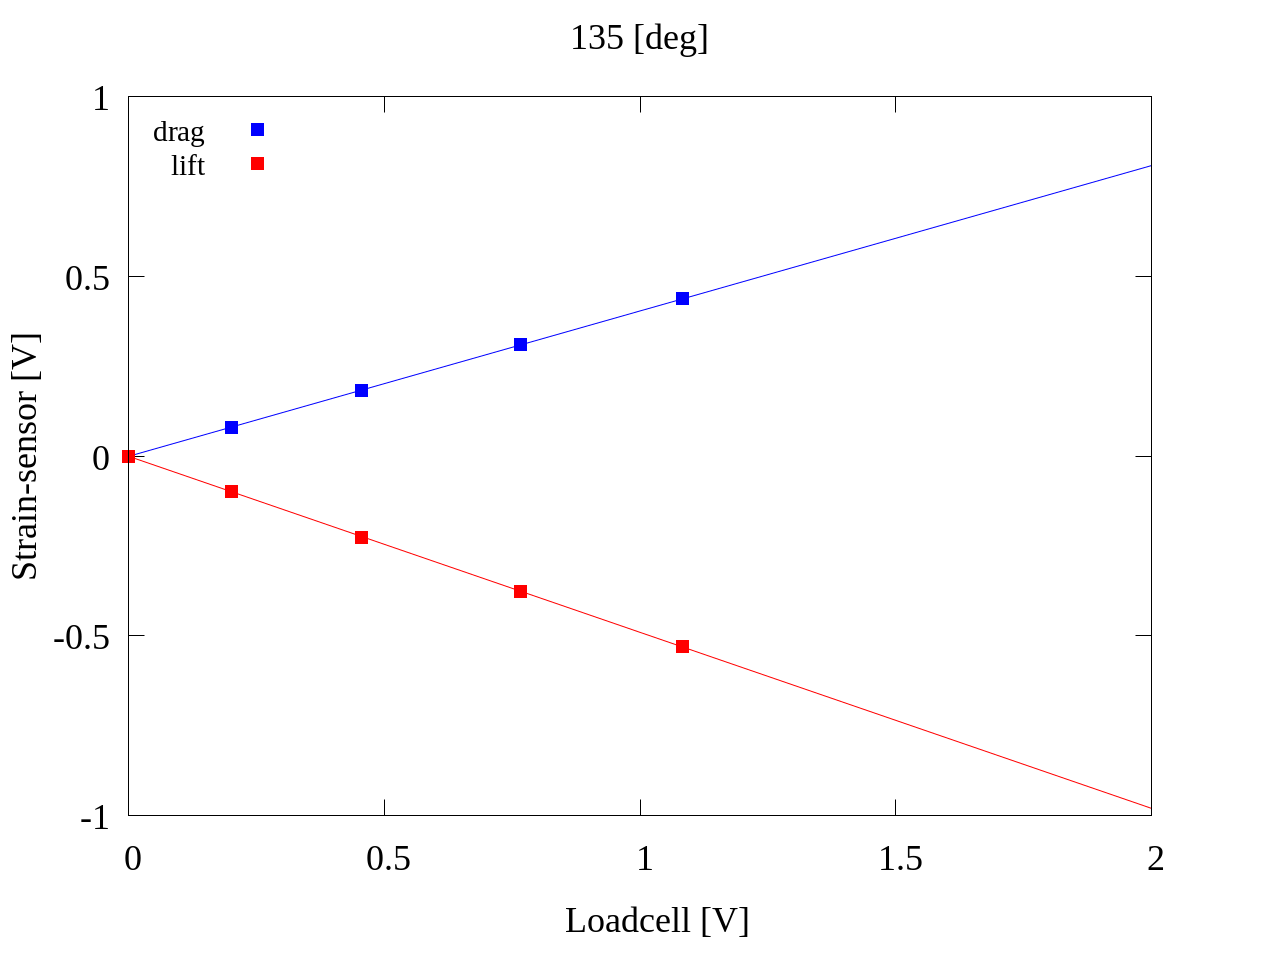 135 [deg]
drag
lift
1
0.5
0
-0.5
-1
Strain-sensor [V]
0 0.5 1 1.5 2
Loadcell [V]